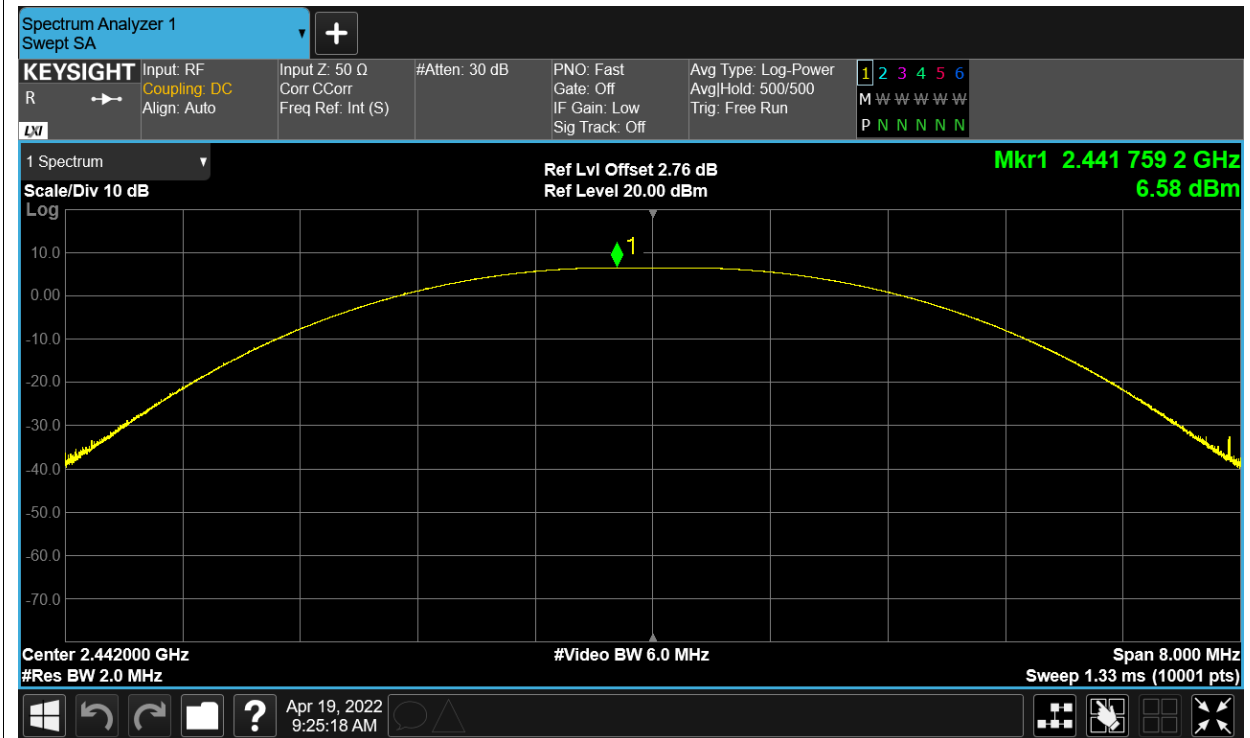 Spectrum Analyzer 1
Swept SA
KEYSIGHT
R
LXI
Input: RF
Coupling: DC
Align: Auto
Input Z: 50 Ω
Corr CCorr
Freq Ref: Int (S)
#Atten: 30 dB
PNO: Fast
Gate: Off
IF Gain: Low
Sig Track: Off
Avg Type: Log-Power
Avg|Hold: 500/500
Trig: Free Run
1 2 3 4 5 6
M W W W W W
P N N N N N
1 Spectrum
Scale/Div 10 dB
Log
Ref Lvl Offset 2.76 dB
Ref Level 20.00 dBm
Mkr1 2.441 759 2 GHz
6.58 dBm
1
10.0
0.00
-10.0
-20.0
-30.0
-40.0
-50.0
-60.0
-70.0
Center 2.442000 GHz
#Res BW 2.0 MHz
#Video BW 6.0 MHz
Span 8.000 MHz
Sweep 1.33 ms (10001 pts)
?
Apr 19, 2022
9:25:18 AM